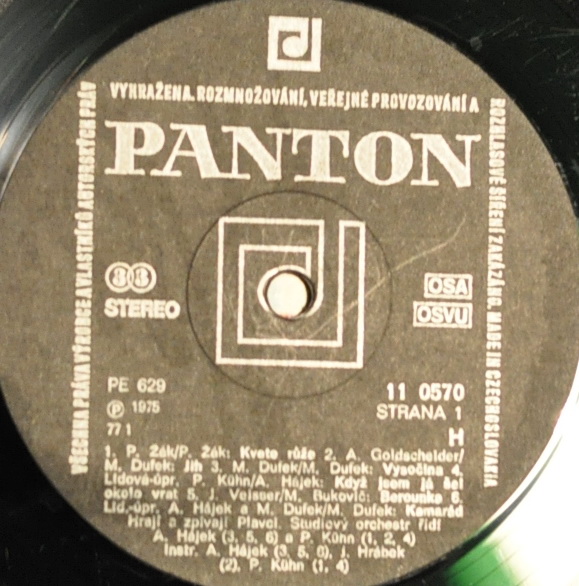 VŠECHNA PRÁVA VÝROBCE A VLASTNÍKŮ AUTORSKÝCH PRÁV
VYHRAŽENA. ROZMNOŽOVÁNÍ, VEŘEJNÉ PROVOZOVÁNÍ A
ROZHLASOVÉ ŠÍŘENÍ ZAKÁZÁNO. MADE IN CZECHOSLOVAKIA
PANTON
33
STEREO
OSA
OSVU
PE 629
Ⓟ 1975
77 1
11 0570
STRANA 1
H
1. P. Žák/P. Žák: Kvete růže 2. A. Goldscheider/
M. Dufek: Jih 3. M. Dufek/M. Dufek: Vysočina 4.
Lidová-úpr. P. Kühn/A. Hájek: Když jsem já šel
okolo vrat 5. J. Veisser/M. Bukovič: Berounka 6.
Lid.-úpr. A. Hájek a M. Dufek/M. Dufek: Kamarád
Hrají a zpívají Plavci. Studiový orchestr řídí
A. Hájek (3, 5, 6) a P. Kühn (1, 2, 4)
Instr. A. Hájek (3, 5, 6), J. Hrábek
(2), P. Kühn (1, 4)